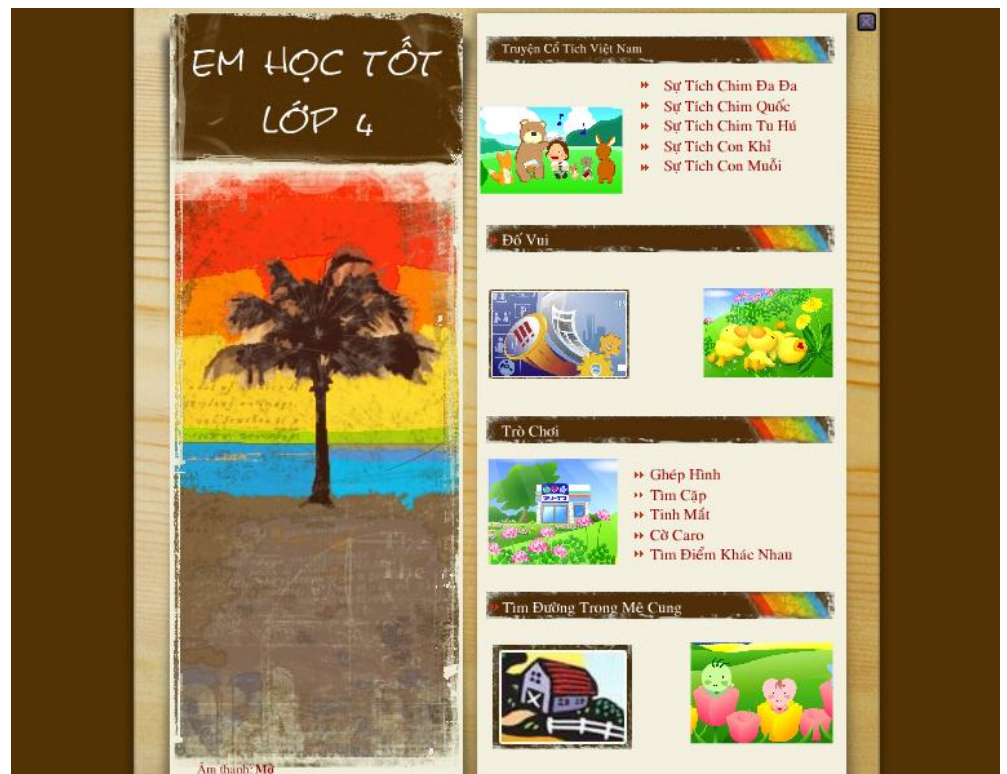 EM HỌC TỐT
LỚP 4
Âm thanh: Mở
Truyện Cổ Tích Việt Nam
Sự Tích Chim Đa Đa
Sự Tích Chim Quốc
Sự Tích Chim Tu Hú
Sự Tích Con Khỉ
Sự Tích Con Muỗi
Đố Vui
Trò Chơi
Ghép Hình
Tìm Cặp
Tinh Mắt
Cờ Caro
Tìm Điểm Khác Nhau
Tìm Đường Trong Mê Cung